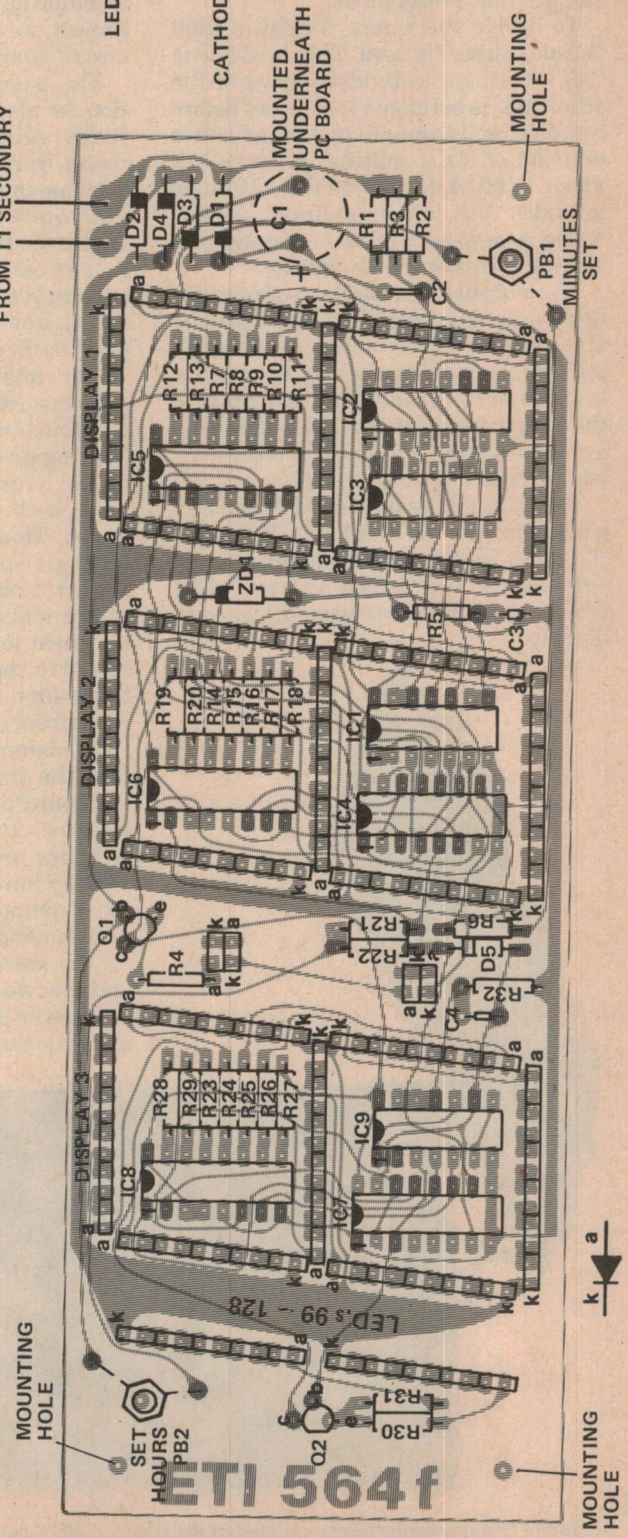 FROM T1 SECONDRY
LED
CATHOD
MOUNTED
UNDERNEATH
PC BOARD
MOUNTING
HOLE
D2
D4
D3
D1
C1
+
R1
R3
R2
C2
PB1
MINUTES
SET
DISPLAY 1
a
k
R12
R13
R7
R8
R9
R10
R11
IC5
IC2
1
IC3
ZD1
R5
C3
DISPLAY 2
a
k
R19
R20
R14
R15
R16
R17
R18
IC6
IC1
1
IC4
1
Q1
c
b
e
R4
k
a
R21
R22
R6
D5
R32
C4
DISPLAY 3
a
k
R28
R29
R23
R24
R25
R26
R27
IC8
IC9
1
IC7
LED,s 99 - 128
MOUNTING
HOLE
SET
HOURS
PB2
Q2
c
b
e
R31
R30
ETI 564f
MOUNTING
HOLE
k
a